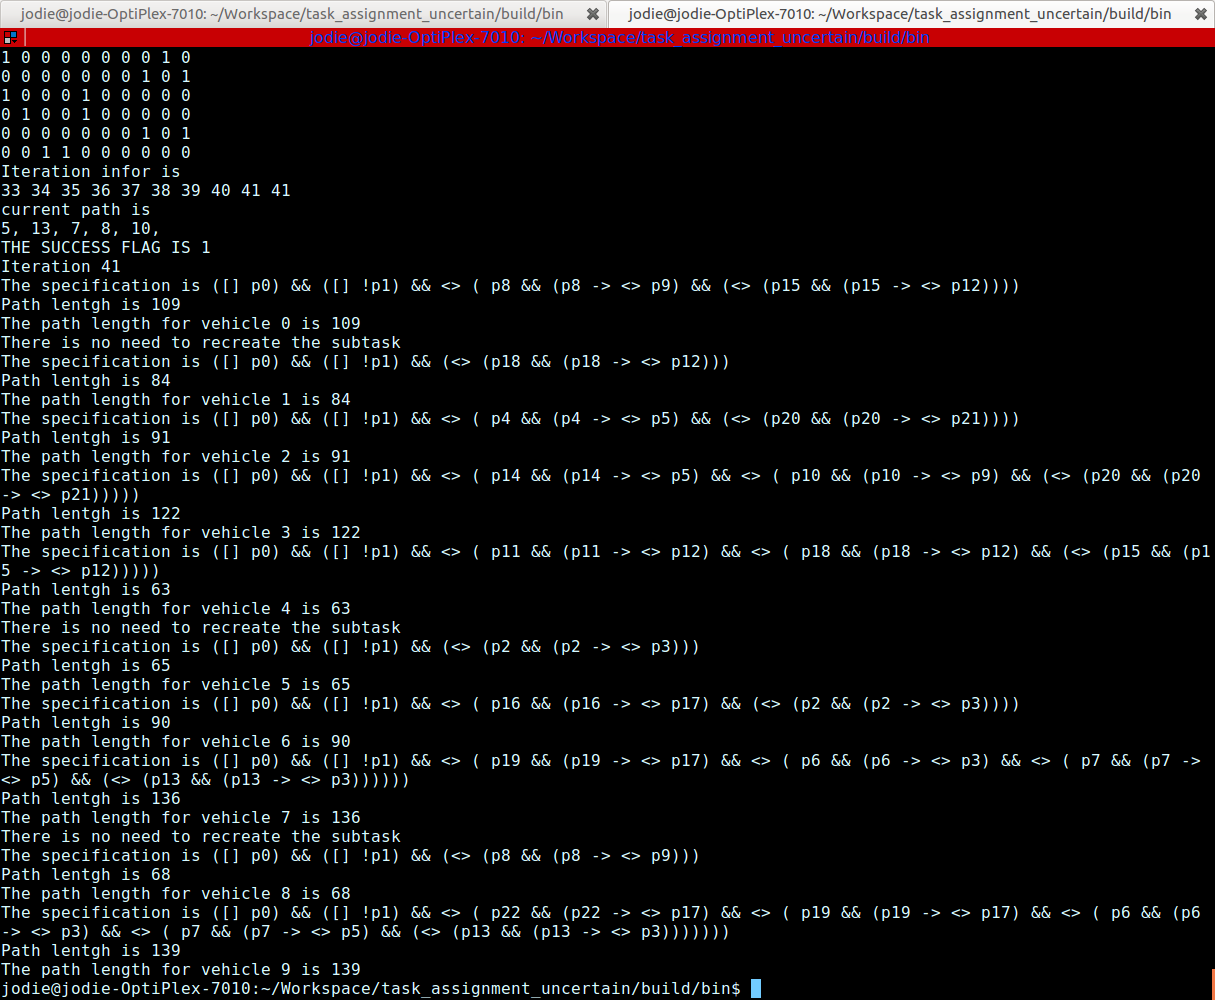 jodie@jodie-OptiPlex-7010: ~/Workspace/task_assignment_uncertain/build/bin
jodie@jodie-OptiPlex-7010: ~/Workspace/task_assignment_uncertain/build/bin
jodie@jodie-OptiPlex-7010: ~/Workspace/task_assignment_uncertain/build/bin
1 0 0 0 0 0 0 0 1 0
0 0 0 0 0 0 0 1 0 1
1 0 0 0 1 0 0 0 0 0
0 1 0 0 1 0 0 0 0 0
0 0 0 0 0 0 0 1 0 1
0 0 1 1 0 0 0 0 0 0
Iteration infor is
33 34 35 36 37 38 39 40 41 41
current path is
5, 13, 7, 8, 10,
THE SUCCESS FLAG IS 1
Iteration 41
The specification is ([] p0) && ([] !p1) && <> ( p8 && (p8 -> <> p9) && (<> (p15 && (p15 -> <> p12))))
Path lentgh is 109
The path length for vehicle 0 is 109
There is no need to recreate the subtask
The specification is ([] p0) && ([] !p1) && (<> (p18 && (p18 -> <> p12)))
Path lentgh is 84
The path length for vehicle 1 is 84
The specification is ([] p0) && ([] !p1) && <> ( p4 && (p4 -> <> p5) && (<> (p20 && (p20 -> <> p21))))
Path lentgh is 91
The path length for vehicle 2 is 91
The specification is ([] p0) && ([] !p1) && <> ( p14 && (p14 -> <> p5) && <> ( p10 && (p10 -> <> p9) && (<> (p20 && (p20
-> <> p21)))))
Path lentgh is 122
The path length for vehicle 3 is 122
The specification is ([] p0) && ([] !p1) && <> ( p11 && (p11 -> <> p12) && <> ( p18 && (p18 -> <> p12) && (<> (p15 && (p1
5 -> <> p12)))))
Path lentgh is 63
The path length for vehicle 4 is 63
There is no need to recreate the subtask
The specification is ([] p0) && ([] !p1) && (<> (p2 && (p2 -> <> p3)))
Path lentgh is 65
The path length for vehicle 5 is 65
The specification is ([] p0) && ([] !p1) && <> ( p16 && (p16 -> <> p17) && (<> (p2 && (p2 -> <> p3))))
Path lentgh is 90
The path length for vehicle 6 is 90
The specification is ([] p0) && ([] !p1) && <> ( p19 && (p19 -> <> p17) && <> ( p6 && (p6 -> <> p3) && <> ( p7 && (p7 ->
<> p5) && (<> (p13 && (p13 -> <> p3))))))
Path lentgh is 136
The path length for vehicle 7 is 136
There is no need to recreate the subtask
The specification is ([] p0) && ([] !p1) && (<> (p8 && (p8 -> <> p9)))
Path lentgh is 68
The path length for vehicle 8 is 68
The specification is ([] p0) && ([] !p1) && <> ( p22 && (p22 -> <> p17) && <> ( p19 && (p19 -> <> p17) && <> ( p6 && (p6
-> <> p3) && <> ( p7 && (p7 -> <> p5) && (<> (p13 && (p13 -> <> p3)))))))
Path lentgh is 139
The path length for vehicle 9 is 139
jodie@jodie-OptiPlex-7010:~/Workspace/task_assignment_uncertain/build/bin$